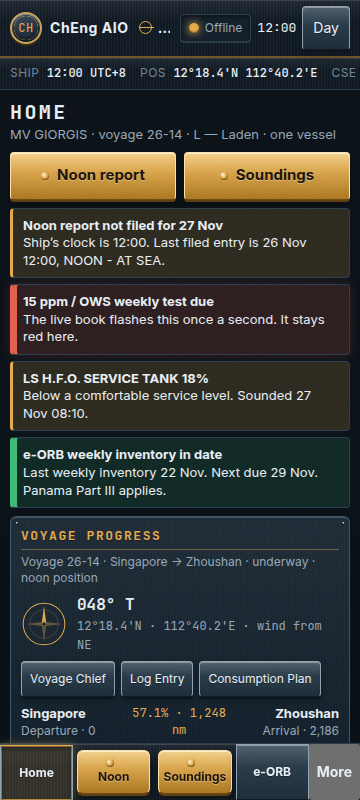 CH ChEng AIO ... Offline 12:00 Day
SHIP 12:00 UTC+8 POS 12°18.4'N 112°40.2'E CSE
HOME
MV GIORGIS · voyage 26-14 · L — Laden · one vessel
Noon report Soundings
Noon report not filed for 27 Nov
Ship's clock is 12:00. Last filed entry is 26 Nov
12:00, NOON - AT SEA.
15 ppm / OWS weekly test due
The live book flashes this once a second. It stays
red here.
LS H.F.O. SERVICE TANK 18%
Below a comfortable service level. Sounded 27
Nov 08:10.
e-ORB weekly inventory in date
Last weekly inventory 22 Nov. Next due 29 Nov.
Panama Part III applies.
VOYAGE PROGRESS
Voyage 26-14 · Singapore → Zhoushan · underway ·
noon position
048° T
12°18.4'N · 112°40.2'E · wind from
NE
Voyage Chief Log Entry Consumption Plan
Singapore 57.1% · 1,248 Zhoushan
Departure · 0 nm Arrival · 2,186
Home Noon Soundings e-ORB More